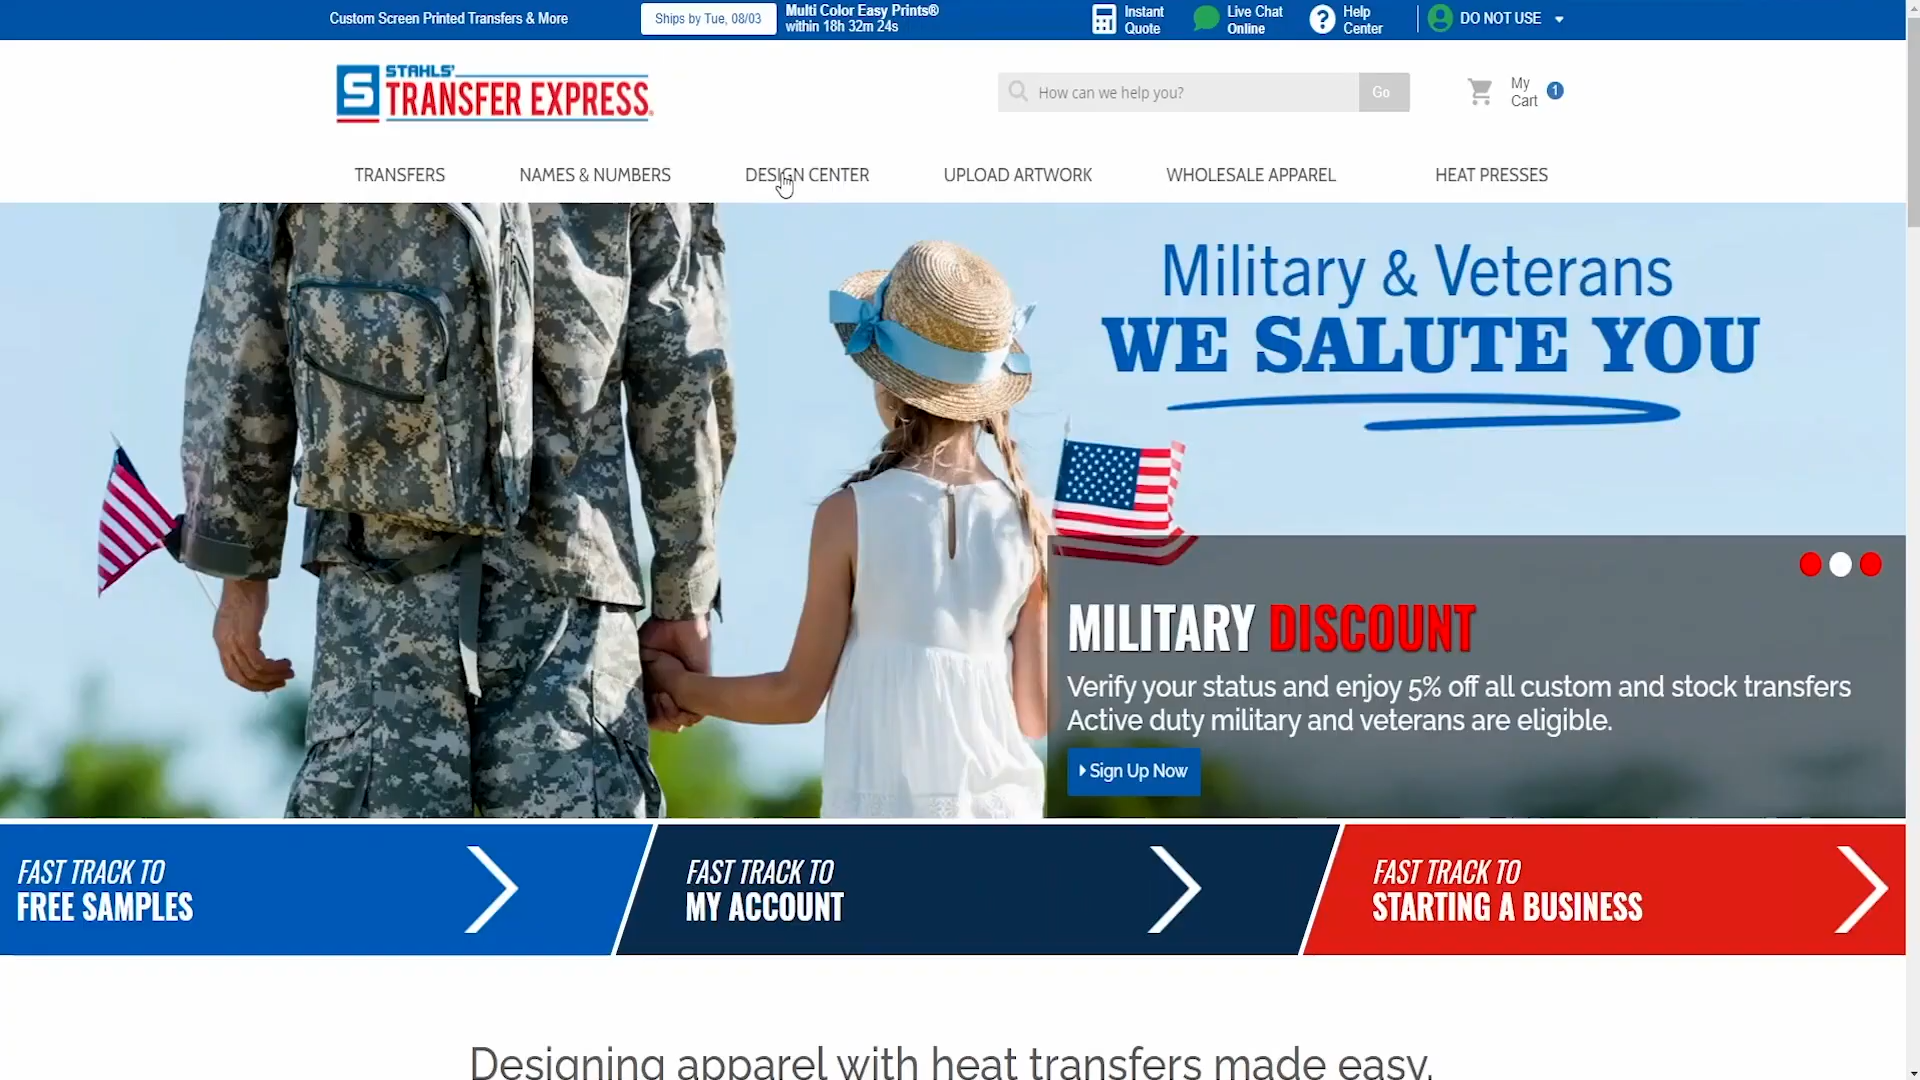 Custom Screen Printed Transfers & More
Ships by Tue, 08/03
Multi Color Easy Prints®
within 18h 32m 24s
Instant
Quote
Live Chat
Online
Help
Center
DO NOT USE
STAHLS'
TRANSFER EXPRESS®
How can we help you?
Go
My
Cart
1
TRANSFERS
NAMES & NUMBERS
DESIGN CENTER
UPLOAD ARTWORK
WHOLESALE APPAREL
HEAT PRESSES
Military & Veterans
WE SALUTE YOU
MILITARY DISCOUNT
Verify your status and enjoy 5% off all custom and stock transfers
Active duty military and veterans are eligible.
Sign Up Now
FAST TRACK TO
FREE SAMPLES
FAST TRACK TO
MY ACCOUNT
FAST TRACK TO
STARTING A BUSINESS
Designing apparel with heat transfers made easy.